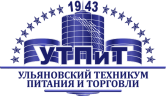 1943
УТПиТ
УЛЬЯНОВСКИЙ ТЕХНИКУМ
ПИТАНИЯ И ТОРГОВЛИ